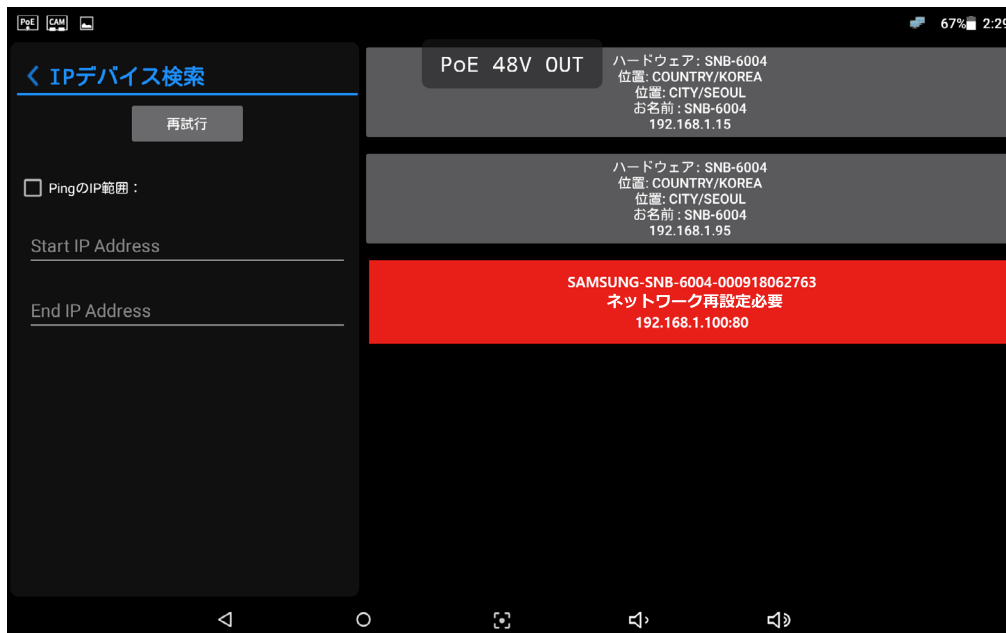 PoE CAM
67% 2:29
IPデバイス検索
再試行
PingのIP範囲：
Start IP Address
End IP Address
PoE 48V OUT
ハードウェア: SNB-6004
位置: COUNTRY/KOREA
位置: CITY/SEOUL
お名前 : SNB-6004
192.168.1.15
ハードウェア: SNB-6004
位置: COUNTRY/KOREA
位置: CITY/SEOUL
お名前 : SNB-6004
192.168.1.95
SAMSUNG-SNB-6004-000918062763
ネットワーク再設定必要
192.168.1.100:80